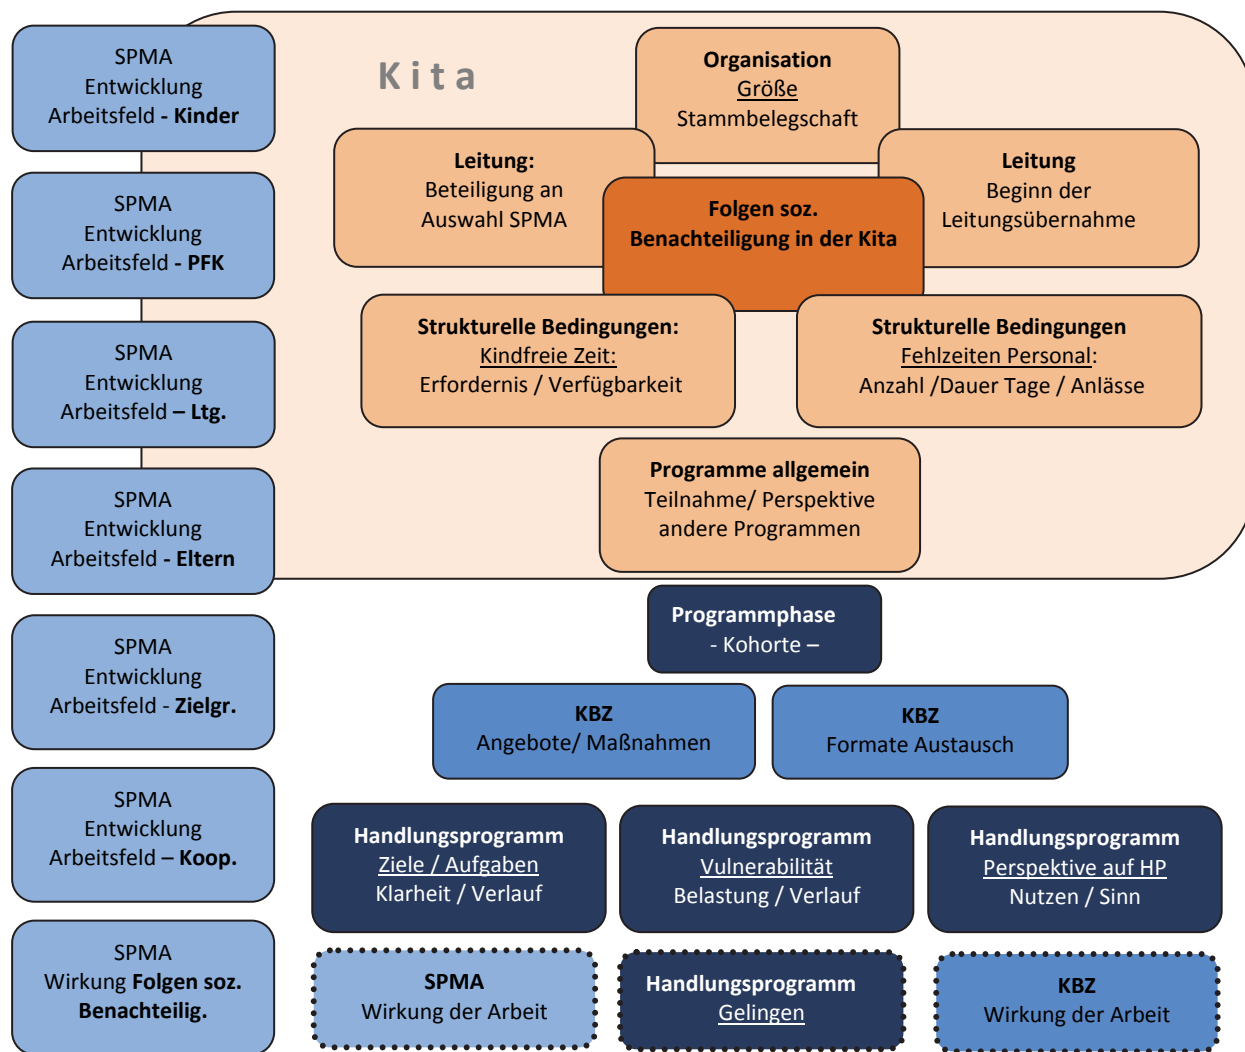 SPMA
Entwicklung
Arbeitsfeld - Kinder
SPMA
Entwicklung
Arbeitsfeld - PFK
SPMA
Entwicklung
Arbeitsfeld – Ltg.
SPMA
Entwicklung
Arbeitsfeld - Eltern
SPMA
Entwicklung
Arbeitsfeld - Zielgr.
SPMA
Entwicklung
Arbeitsfeld – Koop.
SPMA
Wirkung Folgen soz.
Benachteilig.
K i t a
Organisation
Größe
Stammbelegschaft
Leitung:
Beteiligung an
Auswahl SPMA
Leitung
Beginn der
Leitungsübernahme
Folgen soz.
Benachteiligung in der Kita
Strukturelle Bedingungen:
Kindfreie Zeit:
Erfordernis / Verfügbarkeit
Strukturelle Bedingungen
Fehlzeiten Personal:
Anzahl /Dauer Tage / Anlässe
Programme allgemein
Teilnahme/ Perspektive
andere Programmen
Programmphase
- Kohorte –
KBZ
Angebote/ Maßnahmen
KBZ
Formate Austausch
Handlungsprogramm
Ziele / Aufgaben
Klarheit / Verlauf
Handlungsprogramm
Vulnerabilität
Belastung / Verlauf
Handlungsprogramm
Perspektive auf HP
Nutzen / Sinn
SPMA
Wirkung der Arbeit
Handlungsprogramm
Gelingen
KBZ
Wirkung der Arbeit